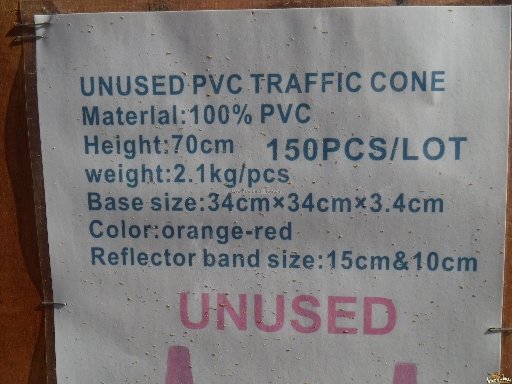 UNUSED PVC TRAFFIC CONE
Materlal:100% PVC
Height:70cm 150PCS/LOT
weight:2.1kg/pcs
Base size:34cm×34cm×3.4cm
Color:orange-red
Reflector band size:15cm&10cm
UNUSED